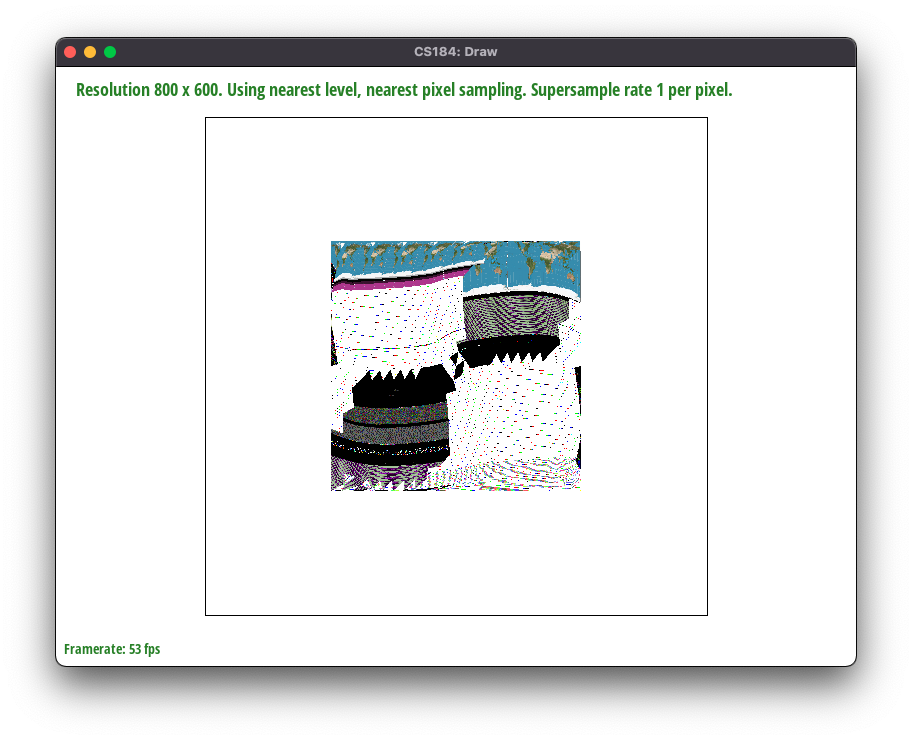 CS184: Draw
Resolution 800 x 600. Using nearest level, nearest pixel sampling. Supersample rate 1 per pixel.
Framerate: 53 fps